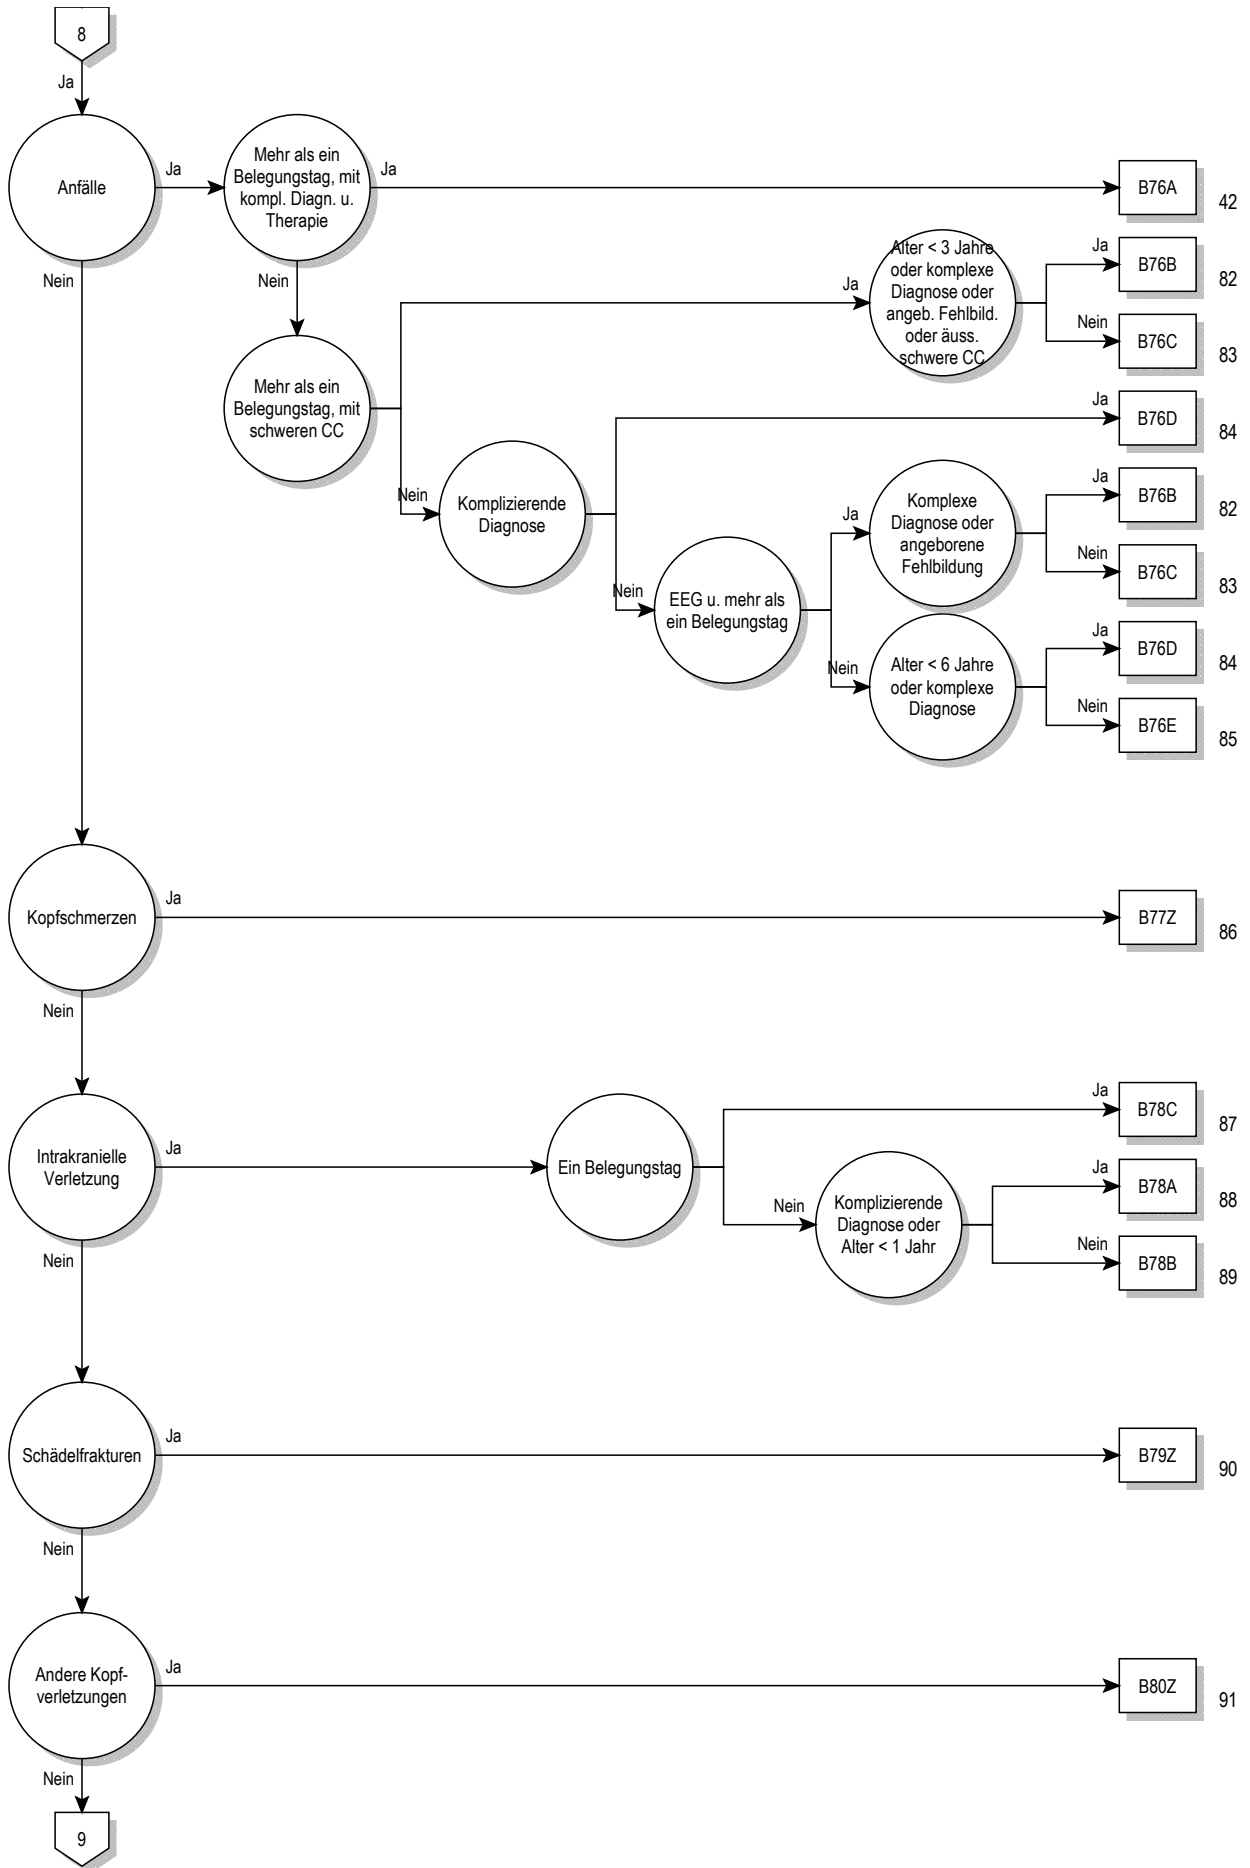 8
Ja
Anfälle
Ja
Mehr als ein
Belegungstag, mit
kompl. Diagn. u.
Therapie
Ja
B76A
42
Nein
Nein
Alter < 3 Jahre
oder komplexe
Diagnose oder
angeb. Fehlbild.
oder äuss.
schwere CC
Ja
Ja
B76B
82
Nein
B76C
83
Mehr als ein
Belegungstag, mit
schweren CC
Ja
B76D
84
Nein
Komplizierende
Diagnose
Ja
Komplexe
Diagnose oder
angeborene
Fehlbildung
Ja
B76B
82
Nein
B76C
83
Nein
EEG u. mehr als
ein Belegungstag
Nein
Alter < 6 Jahre
oder komplexe
Diagnose
Ja
B76D
84
Nein
B76E
85
Kopfschmerzen
Ja
B77Z
86
Nein
Intrakranielle
Verletzung
Ja
Ein Belegungstag
Ja
B78C
87
Nein
Komplizierende
Diagnose oder
Alter < 1 Jahr
Ja
B78A
88
Nein
B78B
89
Nein
Schädelfrakturen
Ja
B79Z
90
Nein
Andere Kopf-
verletzungen
Ja
B80Z
91
Nein
9